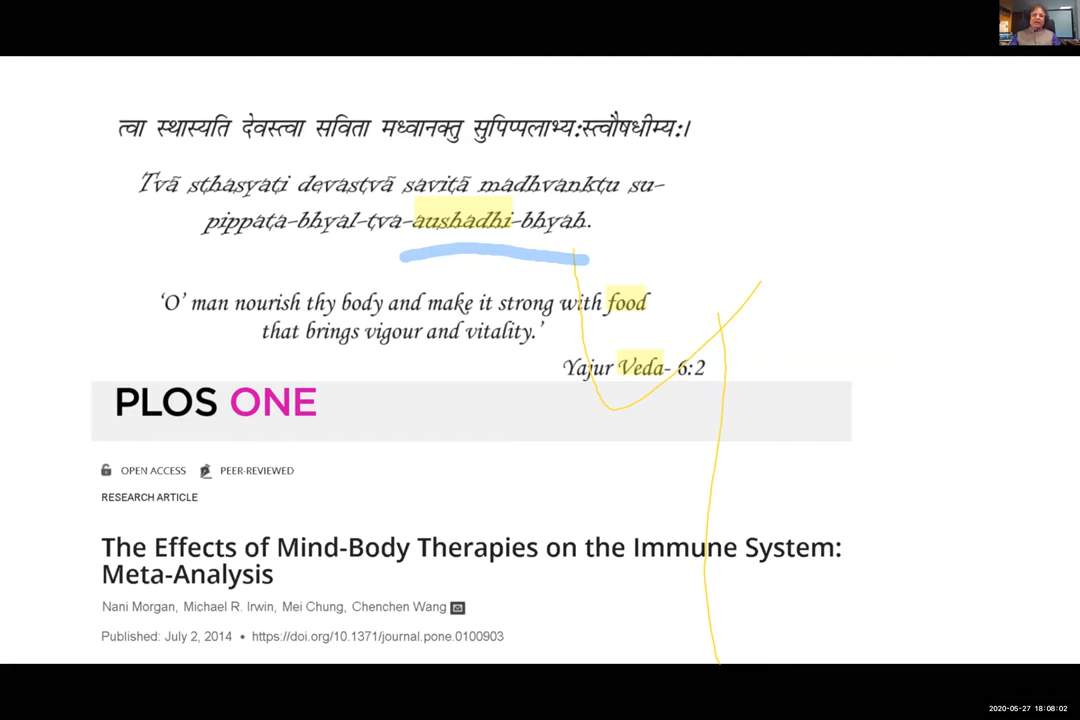 त्वा स्थास्यति देवस्त्वा सविता मध्वानक्तु सुपिप्पलाभ्यःस्त्वौषधीम्यः।
Tvā sthasyati devastvā savitā madhvanktu su-
pippata-bhyal-tva-aushadhi-bhyah.
‘O’ man nourish thy body and make it strong with food
that brings vigour and vitality.’
Yajur Veda- 6:2
PLOS ONE
OPEN ACCESS PEER-REVIEWED
RESEARCH ARTICLE
The Effects of Mind-Body Therapies on the Immune System:
Meta-Analysis
Nani Morgan, Michael R. Irwin, Mei Chung, Chenchen Wang
Published: July 2, 2014 • https://doi.org/10.1371/journal.pone.0100903
2020-05-27 18:08:02